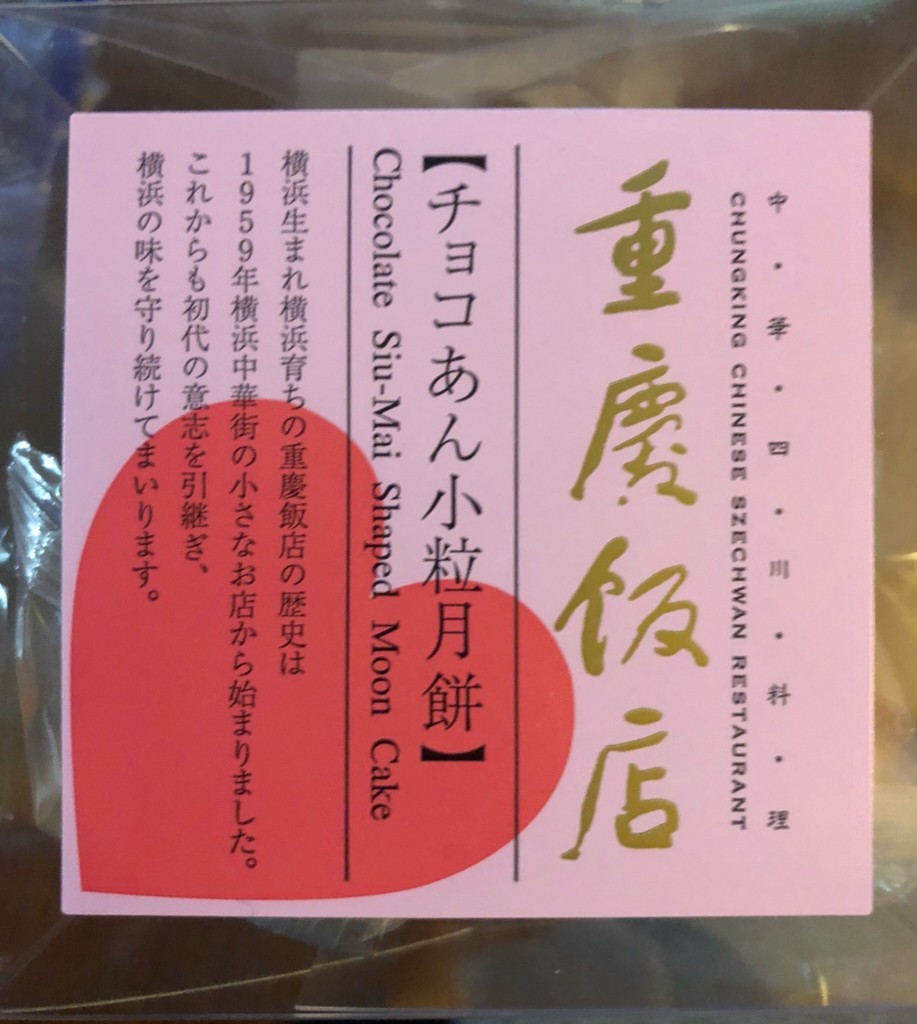 中・華・四・川・料・理
CHUNGKING CHINESE SZECHWAN RESTAURANT
重慶飯店
【チョコあん小粒月餅】
Chocolate Siu-Mai Shaped Moon Cake
横浜生まれ横浜育ちの重慶飯店の歴史は
1959年横浜中華街の小さなお店から始まりました。
これからも初代の意志を引継ぎ、
横浜の味を守り続けてまいります。